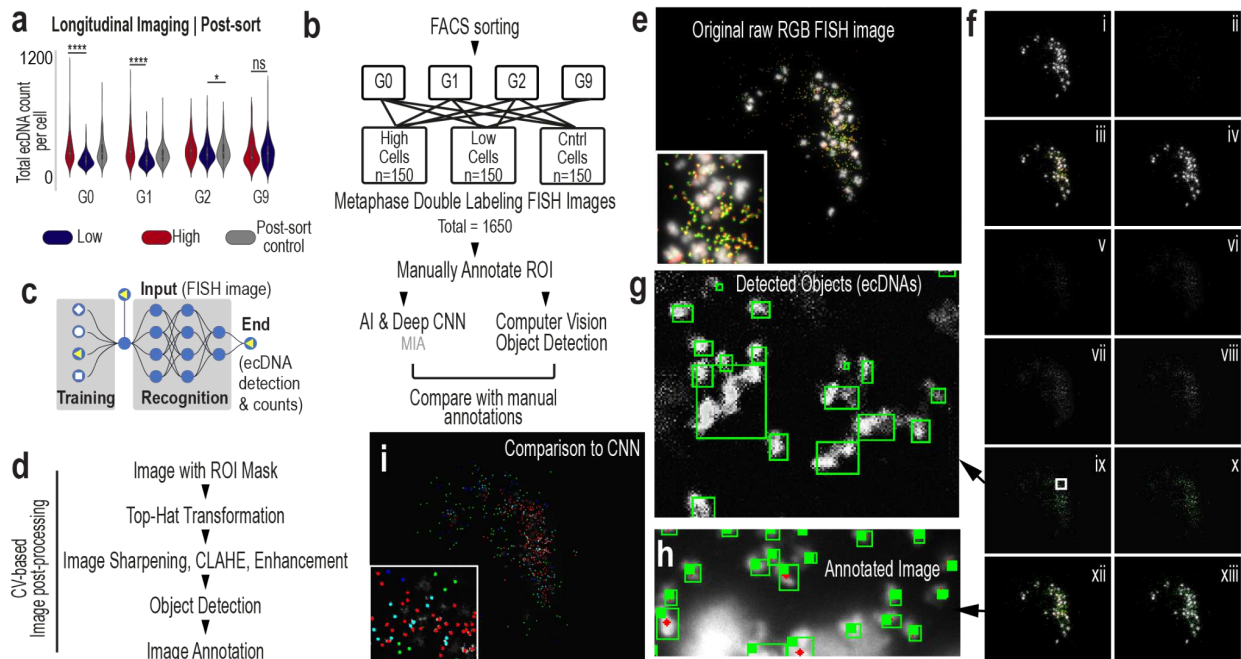 a
Longitudinal Imaging | Post-sort
Total ecDNA count
per cell
1200
0
****
****
*
ns
G0
G1
G2
G9
Low
High
Post-sort
control
b
FACS sorting
G0
G1
G2
G9
High
Cells
n=150
Low
Cells
n=150
Cntrl
Cells
n=150
Metaphase Double Labeling FISH Images
Total = 1650
Manually Annotate ROI
AI & Deep CNN
MIA
Computer Vision
Object Detection
Compare with manual
annotations
c
Input (FISH image)
End
(ecDNA
detection
& counts)
Training
Recognition
d
CV-based
Image post-processing
Image with ROI Mask
Top-Hat Transformation
Image Sharpening, CLAHE, Enhancement
Object Detection
Image Annotation
e
Original raw RGB FISH image
f
i
ii
iii
iv
v
vi
vii
viii
ix
x
xii
xiii
g
Detected Objects (ecDNAs)
h
Annotated Image
i
Comparison to CNN